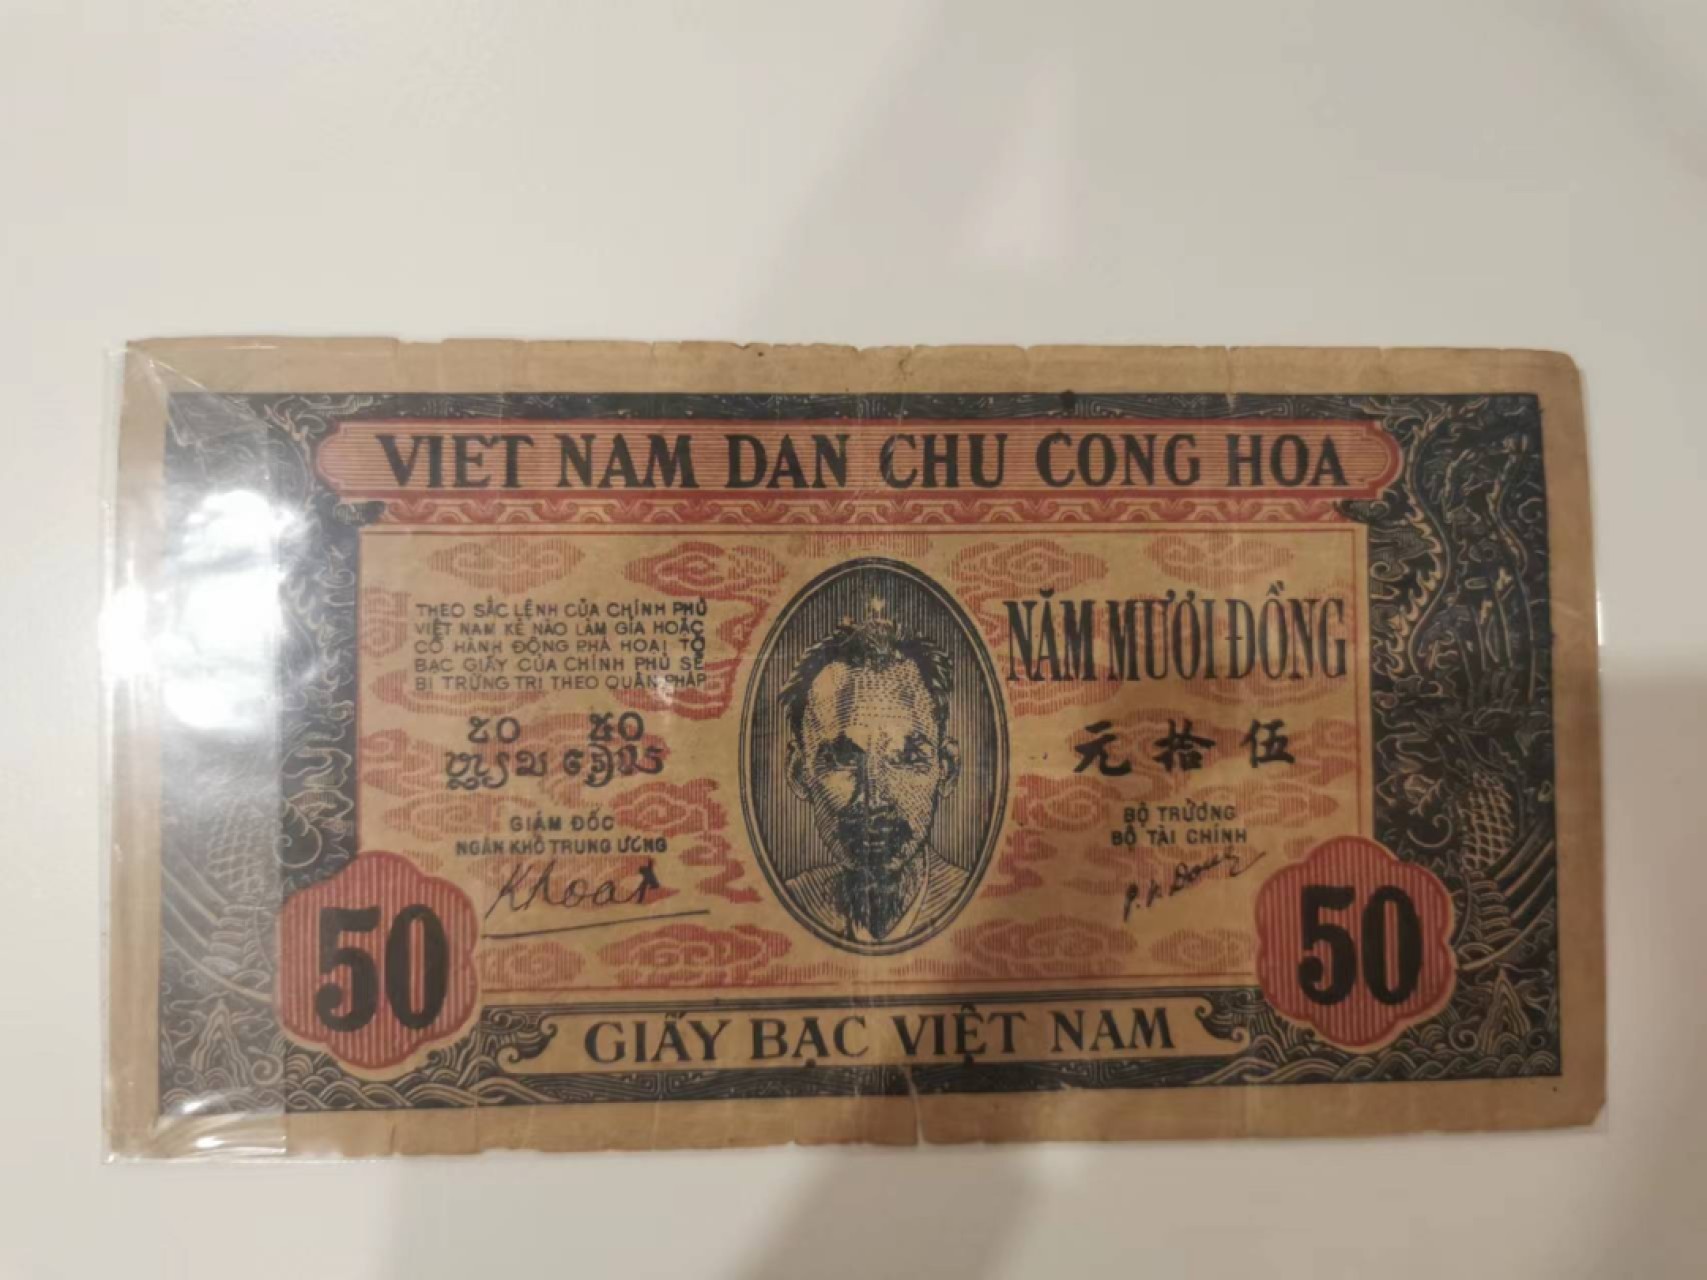 VIET NAM DAN CHU CONG HOA
THEO SẮC LỆNH CỦA CHÍNH PHỦ
VIỆT NAM KẺ NÀO LÀM GIẢ HOẶC
CÓ HÀNH ĐỘNG PHÁ HOẠI TỜ
BẠC GIẤY CỦA CHÍNH PHỦ SẼ
BỊ TRỪNG TRỊ THEO QUÂN PHÁP
NĂM MƯƠI ĐỒNG
元拾伍
GIÁM ĐỐC
NGÂN KHỐ TRUNG ƯƠNG
BỘ TRƯỞNG
BỘ TÀI CHÍNH
50
50
GIẤY BẠC VIỆT NAM